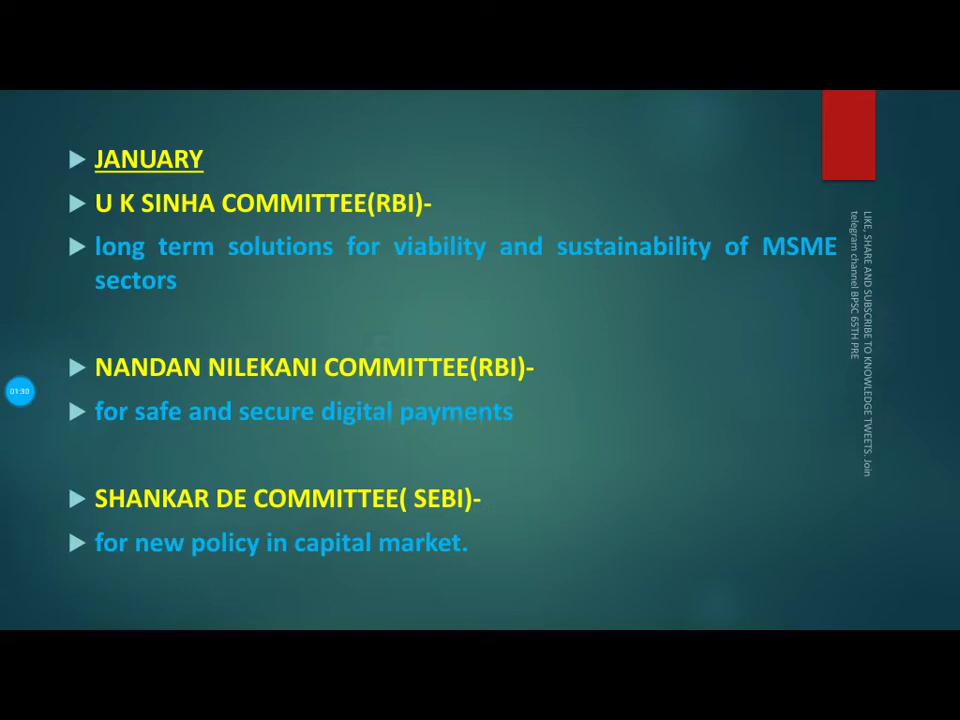 JANUARY
U K SINHA COMMITTEE(RBI)-
long term solutions for viability and sustainability of MSME
sectors
NANDAN NILEKANI COMMITTEE(RBI)-
for safe and secure digital payments
SHANKAR DE COMMITTEE( SEBI)-
for new policy in capital market.
LIKE, SHARE AND SUBSCRIBE TO KNOWLEDGE TWEETS. Join
telegram channel BPSC 65TH PRE
01:30